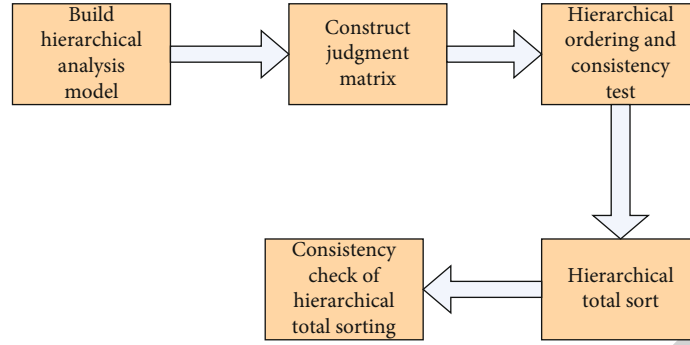 Build
hierarchical
analysis
model
Construct
judgment
matrix
Hierarchical
ordering and
consistency
test
Hierarchical
total sort
Consistency
check of
hierarchical
total sorting